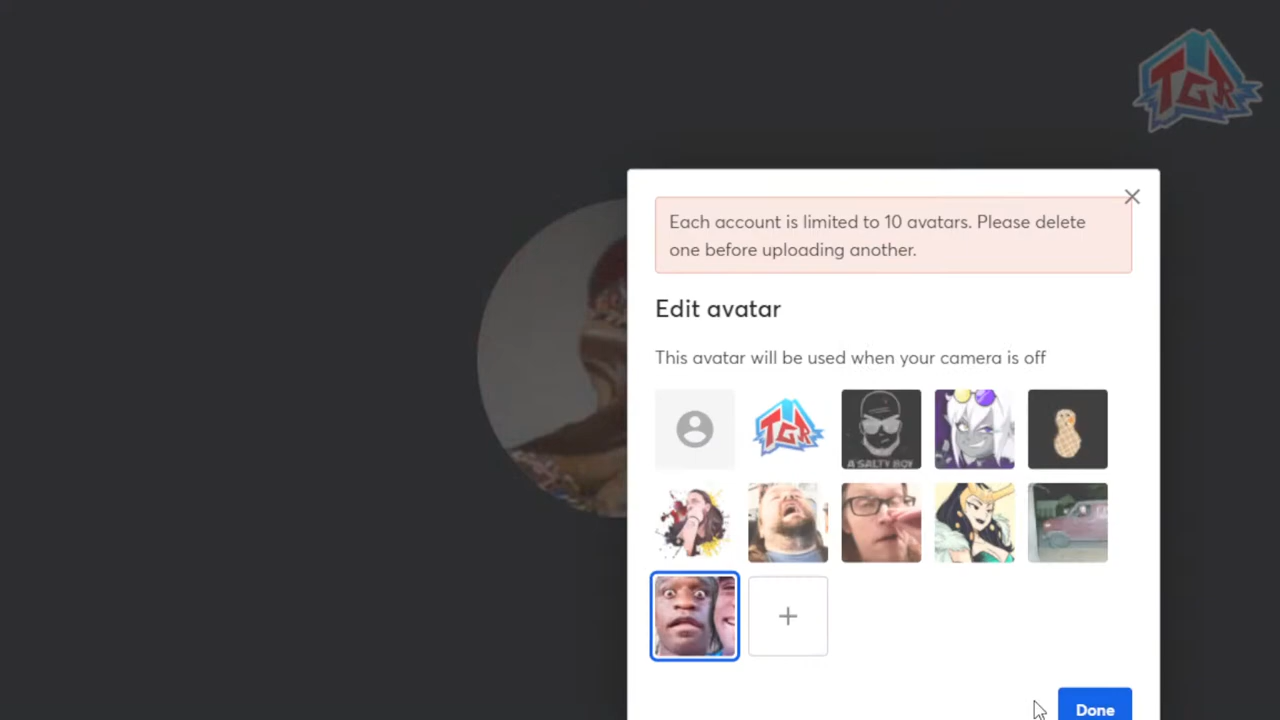 TGR
Each account is limited to 10 avatars. Please delete
one before uploading another.
Edit avatar
This avatar will be used when your camera is off
TGR
A SALTY BOY
Done